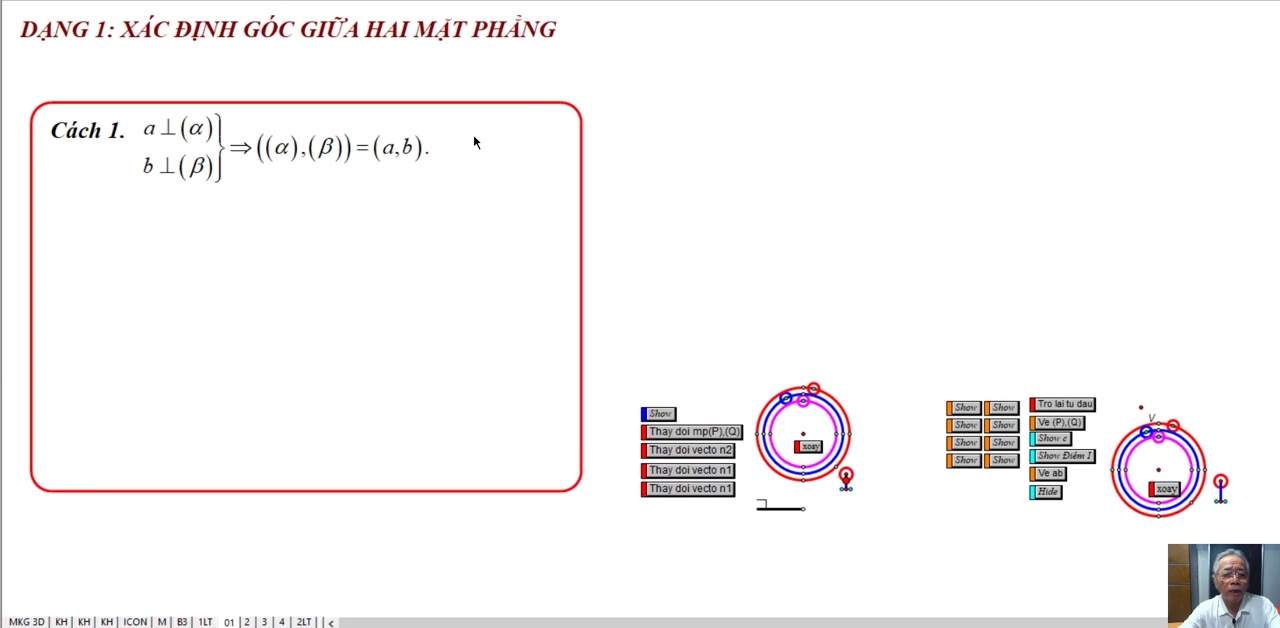 DẠNG 1: XÁC ĐỊNH GÓC GIỮA HAI MẶT PHẲNG
Cách 1. a ⊥ (α)
b ⊥ (β)
} ⇒ ((α),(β)) = (a,b).
Show
Thay doi mp(P),(Q)
Thay doi vecto n2
Thay doi vecto n1
Thay doi vecto n1
xoay
Show Show
Show Show
Show Show
Show Show
Tro lai tu dau
Ve (P),(Q)
Show c
Show Điểm I
Ve ab
Hide
V
xoay
MKG 3D | KH | KH | KH | ICON | M | B3 | 1LT | 01 | 2 | 3 | 4 | 2LT |